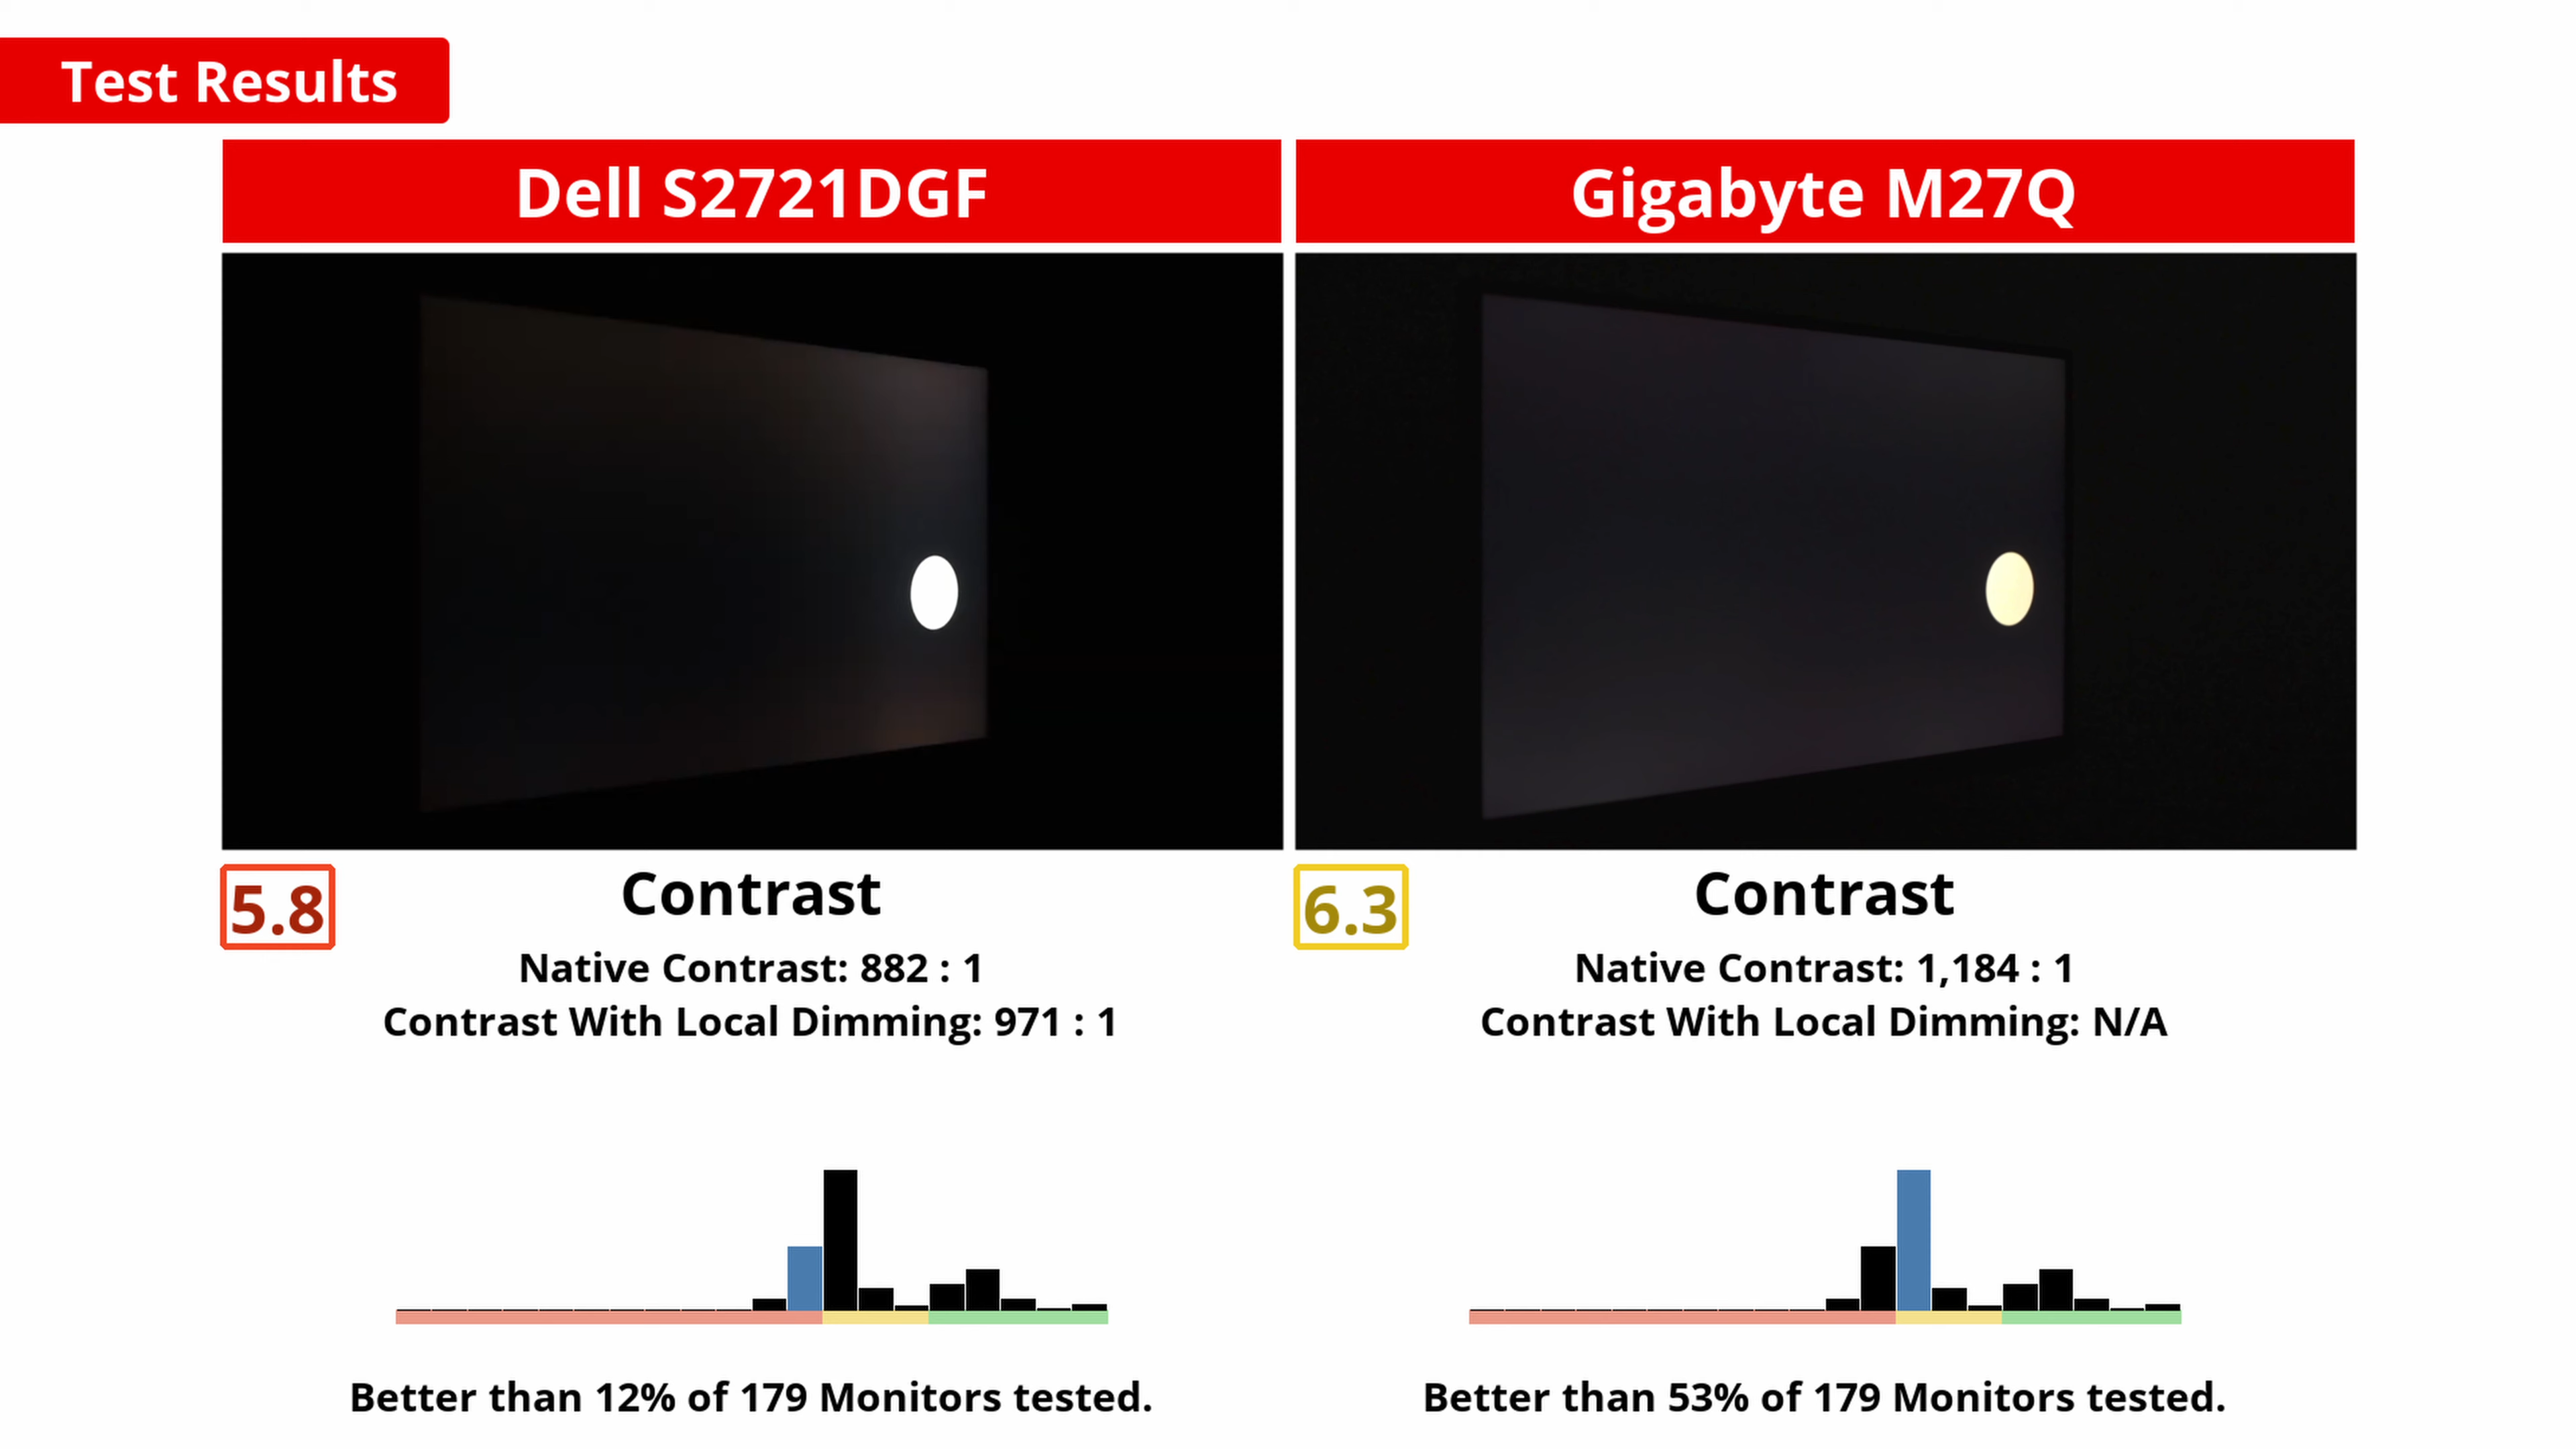 Test Results
Dell S2721DGF
Gigabyte M27Q
5.8
Contrast
Native Contrast: 882 : 1
Contrast With Local Dimming: 971 : 1
Better than 12% of 179 Monitors tested.
6.3
Contrast
Native Contrast: 1,184 : 1
Contrast With Local Dimming: N/A
Better than 53% of 179 Monitors tested.